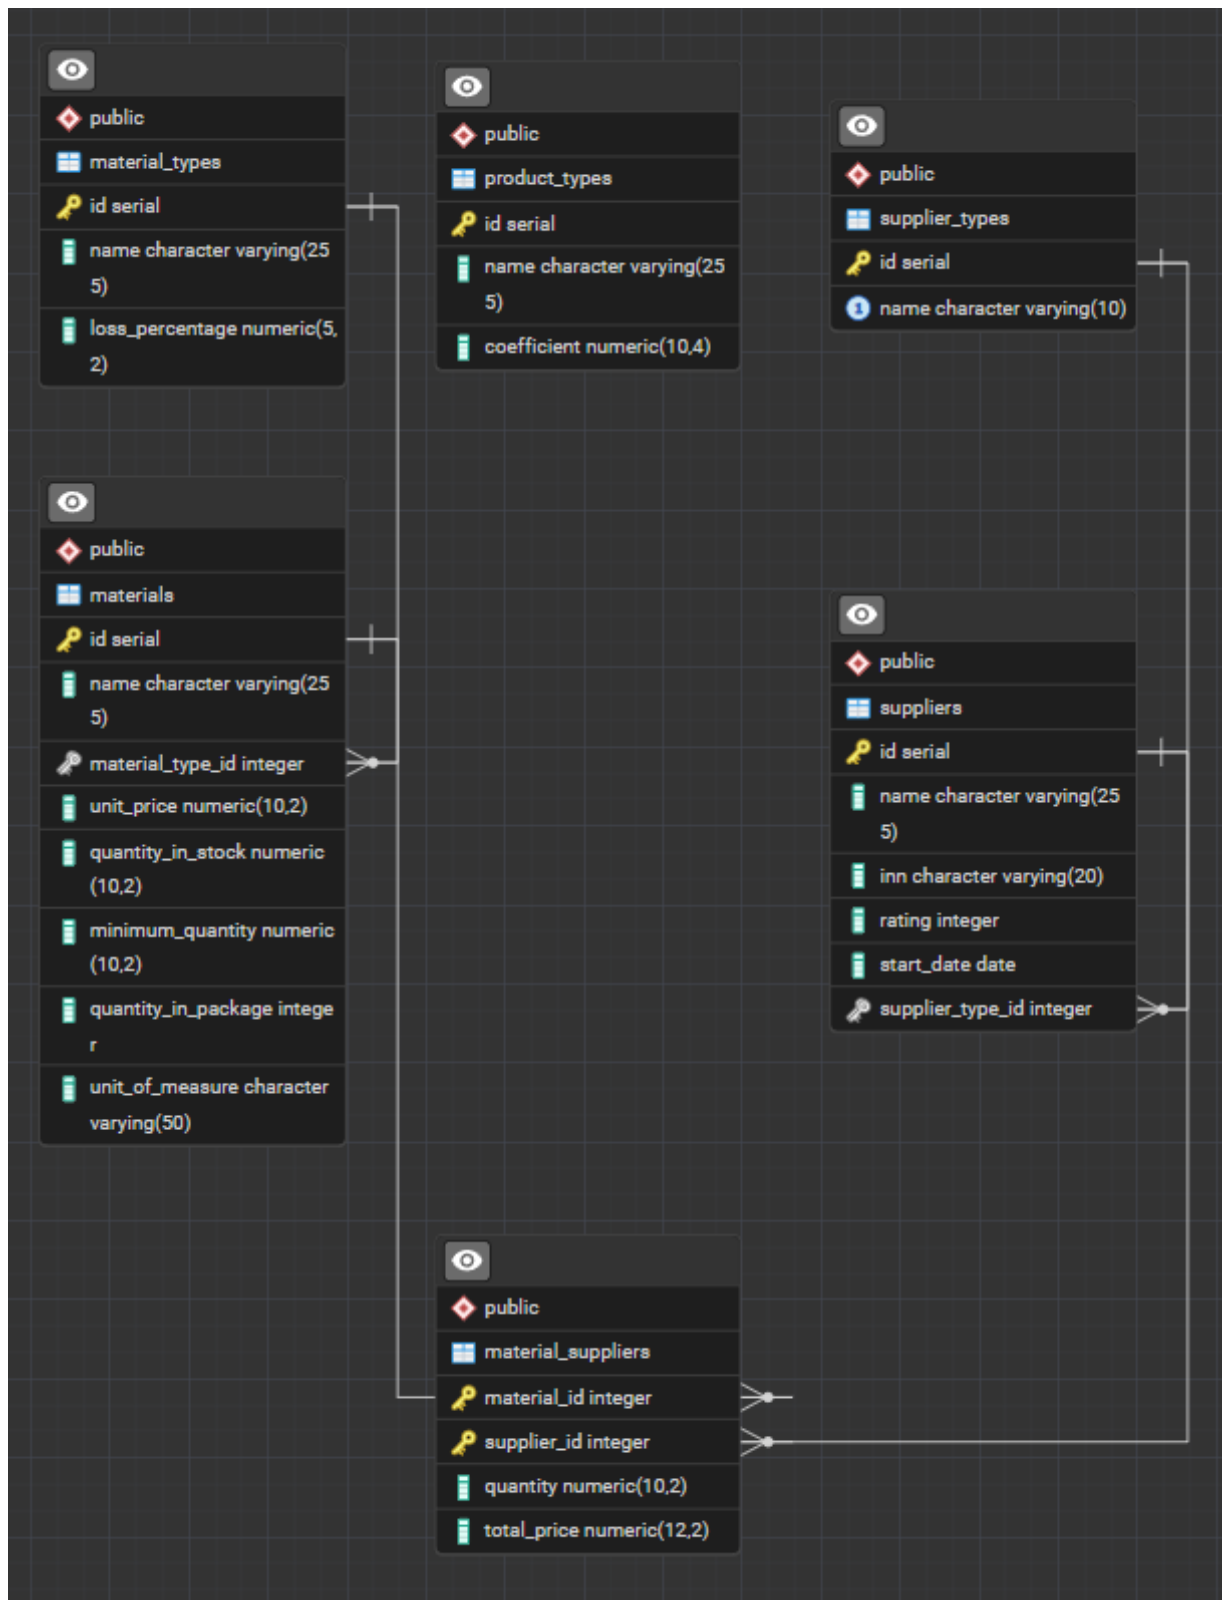 public
material_types
id serial
name character varying(25
5)
loss_percentage numeric(5,
2)
public
product_types
id serial
name character varying(25
5)
coefficient numeric(10,4)
public
supplier_types
id serial
1 name character varying(10)
public
materials
id serial
name character varying(25
5)
material_type_id integer
unit_price numeric(10,2)
quantity_in_stock numeric
(10,2)
minimum_quantity numeric
(10,2)
quantity_in_package intege
r
unit_of_measure character
varying(50)
public
suppliers
id serial
name character varying(25
5)
inn character varying(20)
rating integer
start_date date
supplier_type_id integer
public
material_suppliers
material_id integer
supplier_id integer
quantity numeric(10,2)
total_price numeric(12,2)